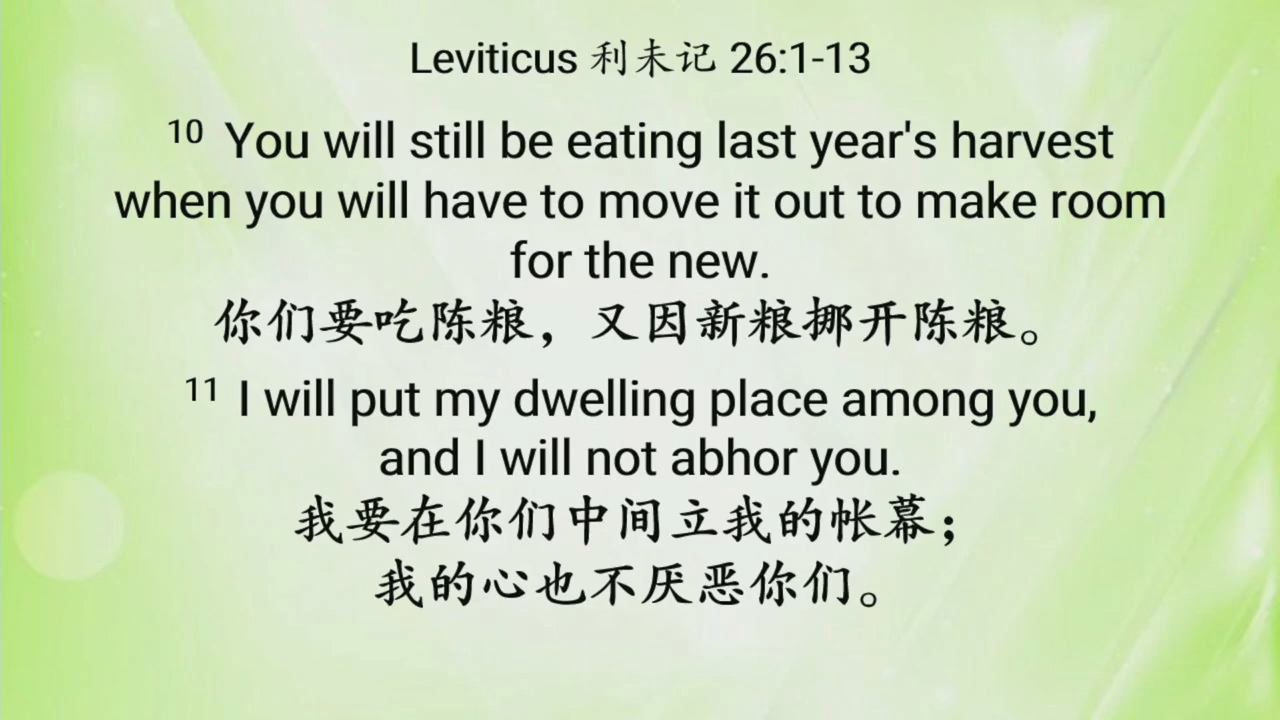 Leviticus 利未记 26:1-13
10 You will still be eating last year's harvest
when you will have to move it out to make room
for the new.
你们要吃陈粮，又因新粮挪开陈粮。
11 I will put my dwelling place among you,
and I will not abhor you.
我要在你们中间立我的帐幕；
我的心也不厌恶你们。